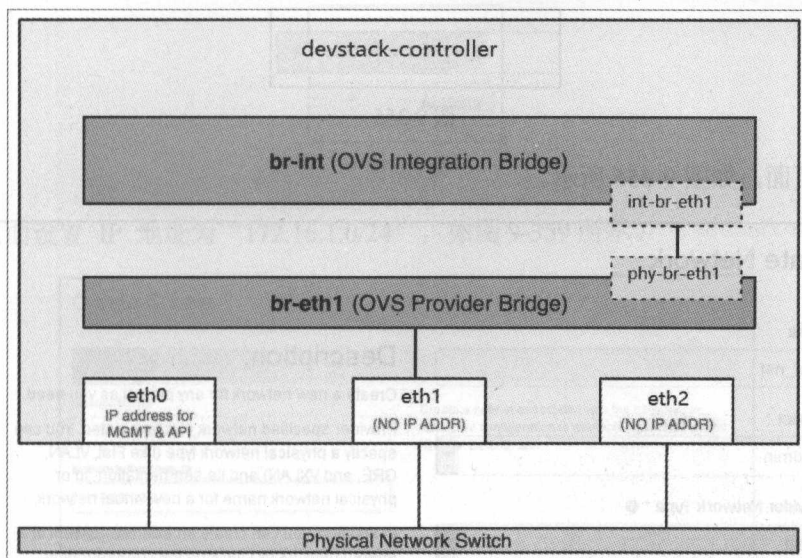 devstack-controller
br-int (OVS Integration Bridge)
int-br-eth1
phy-br-eth1
br-eth1 (OVS Provider Bridge)
eth0
IP address for
MGMT & API
eth1
(NO IP ADDR)
eth2
(NO IP ADDR)
Physical Network Switch